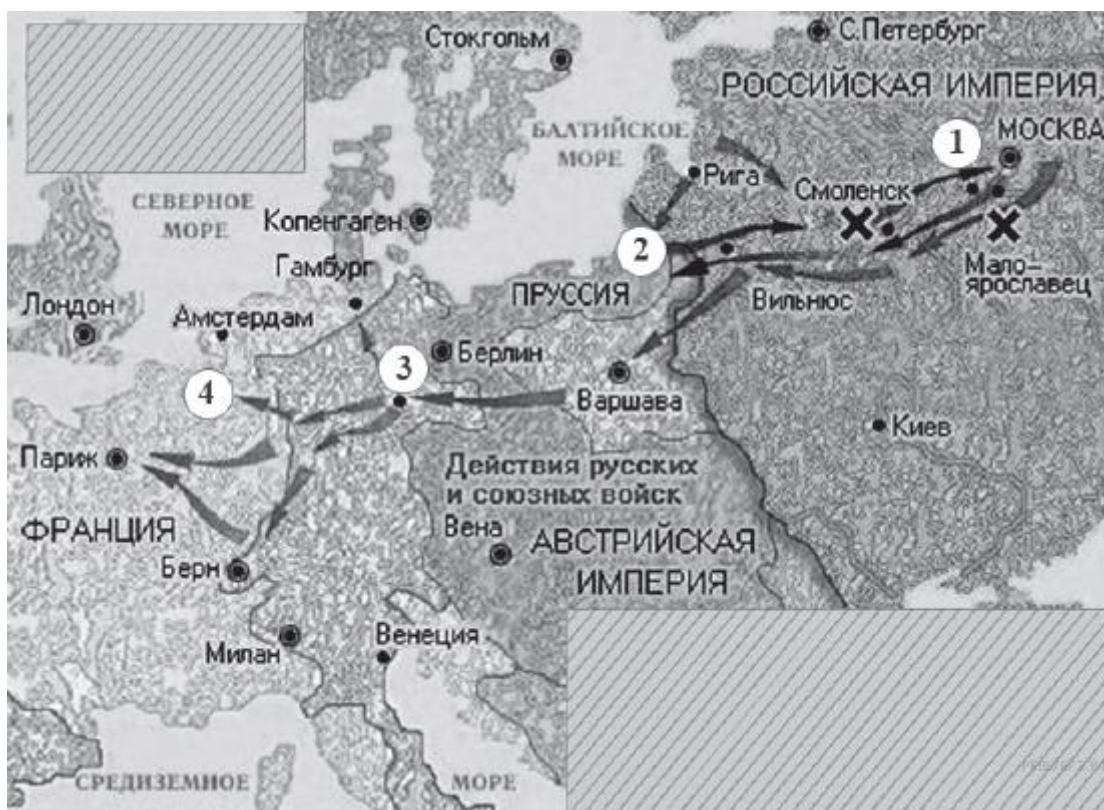 Стокгольм
С.Петербург
РОССИЙСКАЯ ИМПЕРИЯ
1
МОСКВА
БАЛТИЙСКОЕ
МОРЕ
Рига
Смоленск
СЕВЕРНОЕ
МОРЕ
Копенгаген
2
Мало-
ярославец
Гамбург
ПРУССИЯ
Вильнюс
Лондон
Амстердам
Берлин
3
4
Варшава
Киев
Париж
Действия русских
и союзных войск
ФРАНЦИЯ
Вена
АВСТРИЙСКАЯ
ИМПЕРИЯ
Берн
Милан
Венеция
СРЕДИЗЕМНОЕ
МОРЕ